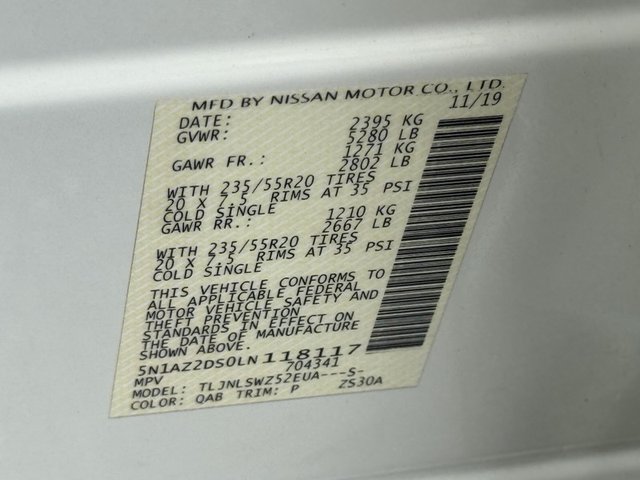 MFD BY NISSAN MOTOR CO., LTD.
DATE: 11/19
GVWR: 2395 KG
5280 LB
GAWR FR.: 1271 KG
2802 LB
WITH 235/55R20 TIRES
20 X 7.5 RIMS AT 35 PSI
COLD SINGLE
GAWR RR.: 1210 KG
2667 LB
WITH 235/55R20 TIRES
20 X 7.5 RIMS AT 35 PSI
COLD SINGLE
THIS VEHICLE CONFORMS TO
ALL APPLICABLE FEDERAL
MOTOR VEHICLE SAFETY AND
THEFT PREVENTION
STANDARDS IN EFFECT ON
THE DATE OF MANUFACTURE
SHOWN ABOVE.
5N1AZ2DS0LN118117
MPV 704341
MODEL: TLJNLSWZ52EUA---S-
COLOR: QAB TRIM: P ZS30A